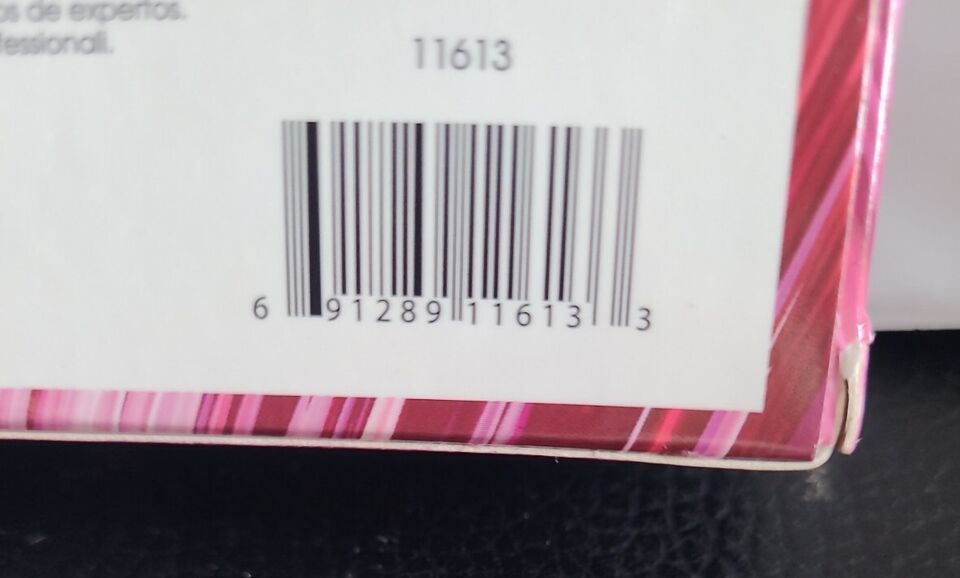 os de expertos.
fessionali.
11613
6 91289 11613 3